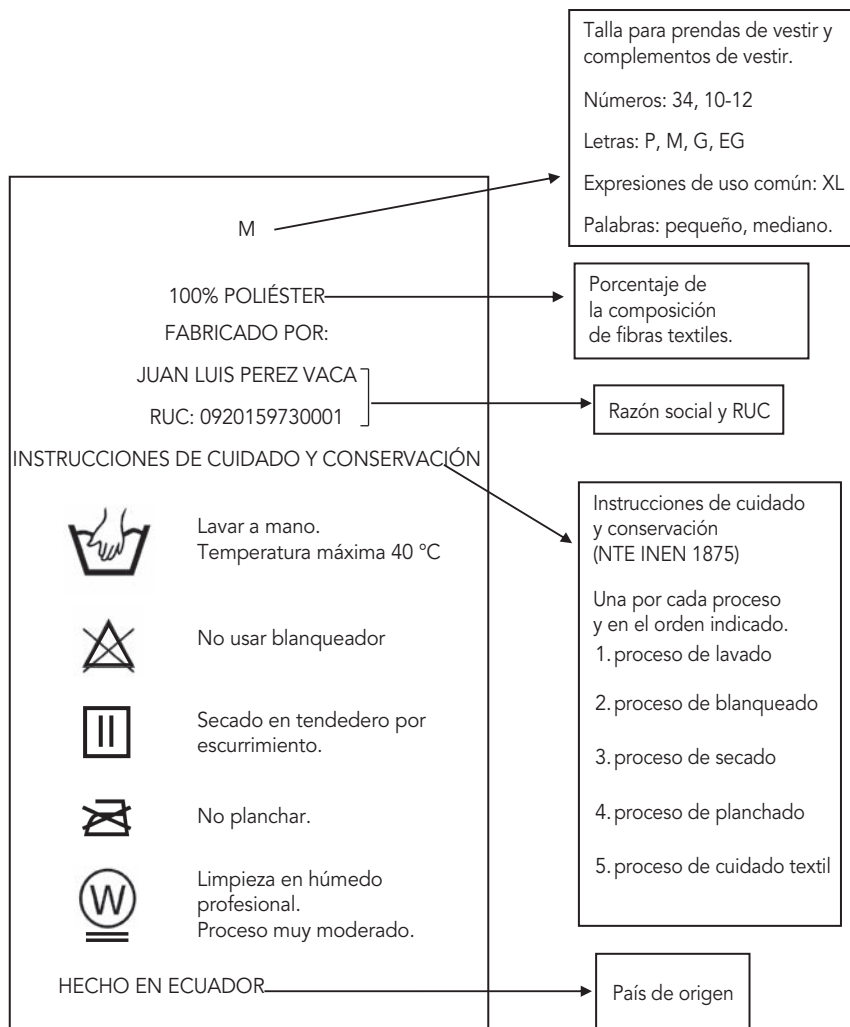 Talla para prendas de vestir y
complementos de vestir.
Números: 34, 10-12
Letras: P, M, G, EG
Expresiones de uso común: XL
Palabras: pequeño, mediano.
M
100% POLIÉSTER
Porcentaje de
la composición
de fibras textiles.
FABRICADO POR:
JUAN LUIS PEREZ VACA
RUC: 0920159730001
Razón social y RUC
INSTRUCCIONES DE CUIDADO Y CONSERVACIÓN
Lavar a mano.
Temperatura máxima 40 °C
No usar blanqueador
Secado en tendedero por
escurrimiento.
No planchar.
W
Limpieza en húmedo
profesional.
Proceso muy moderado.
Instrucciones de cuidado
y conservación
(NTE INEN 1875)
Una por cada proceso
y en el orden indicado.
1. proceso de lavado
2. proceso de blanqueado
3. proceso de secado
4. proceso de planchado
5. proceso de cuidado textil
HECHO EN ECUADOR
País de origen